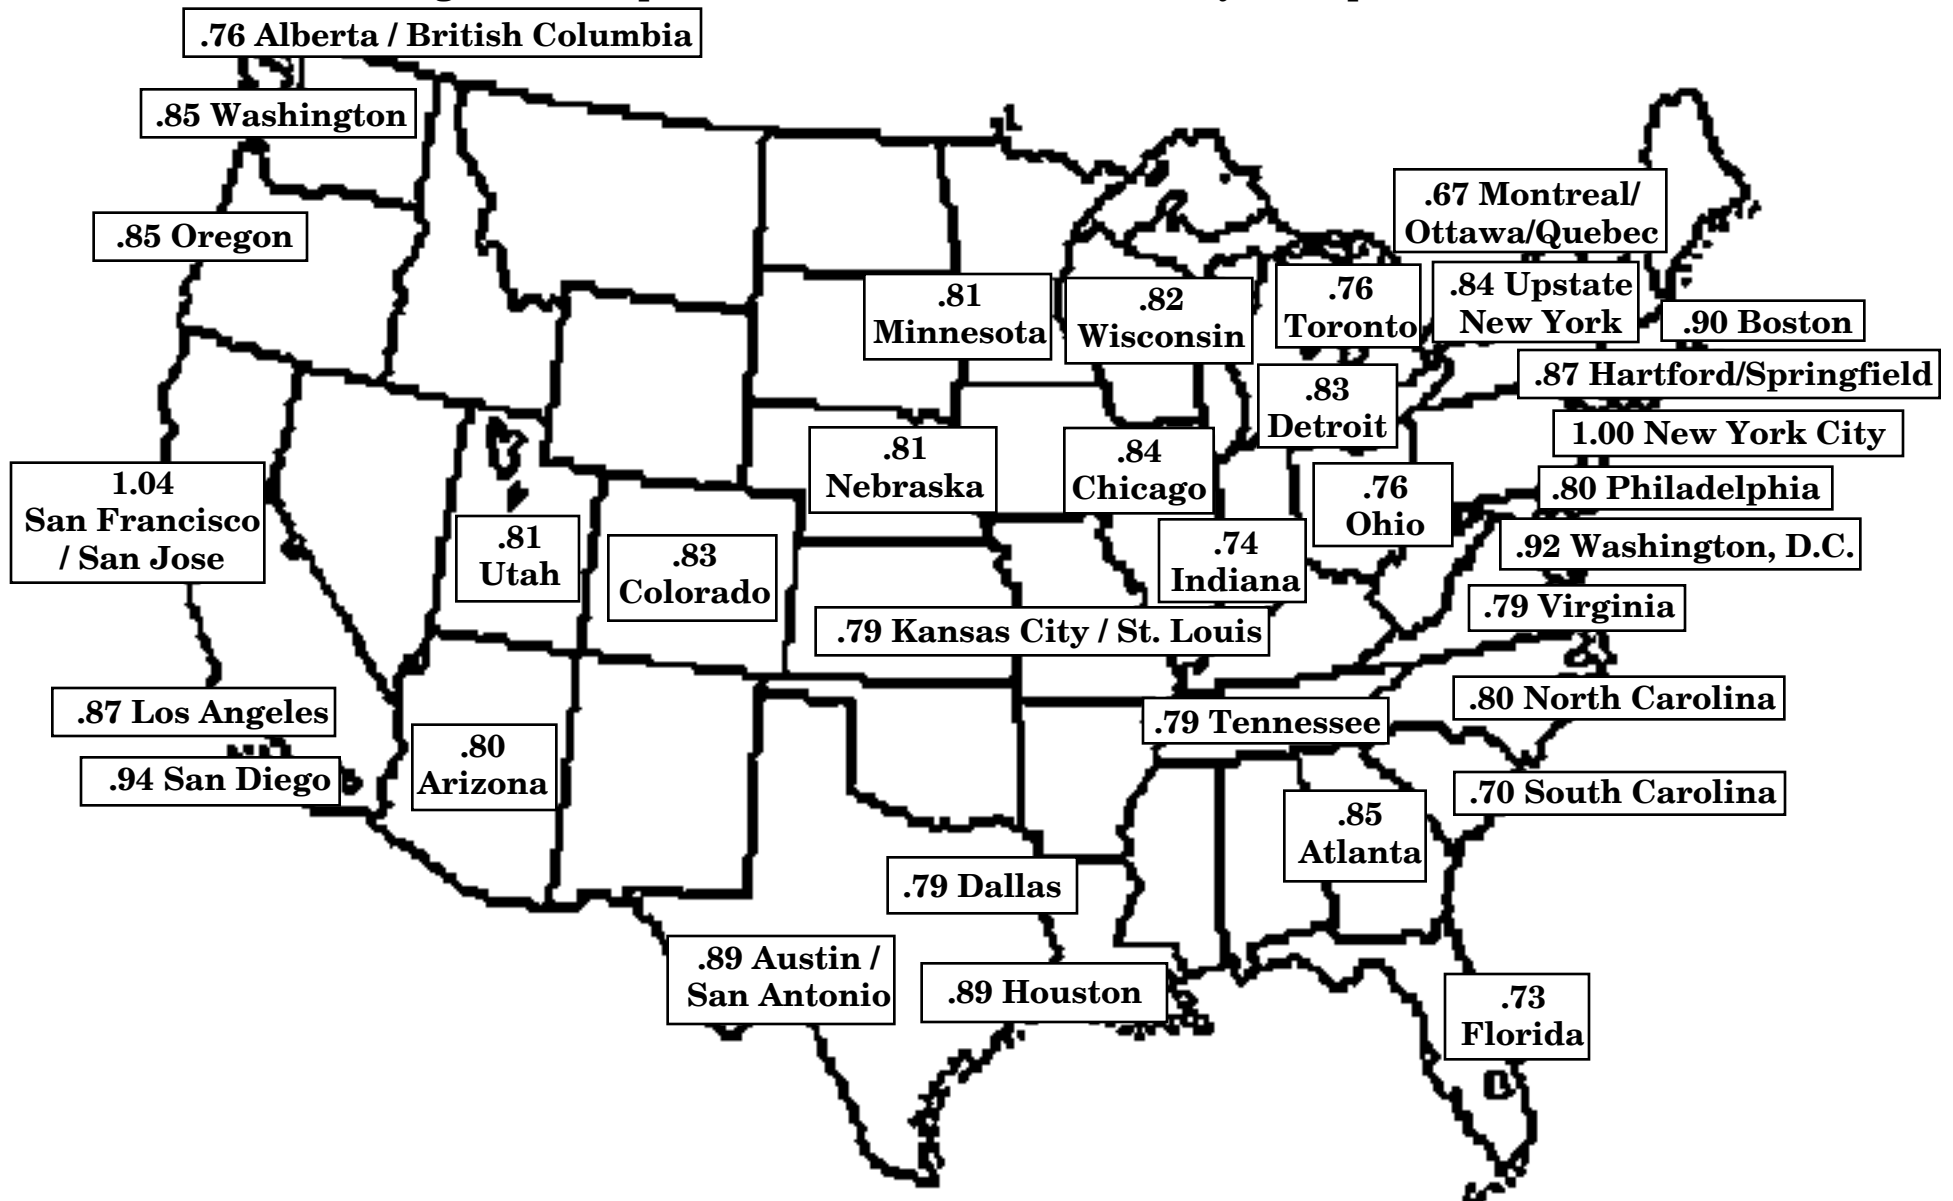 .76 Alberta / British Columbia
.85 Washington
.67 Montreal/
Ottawa/Quebec
.85 Oregon
.81
Minnesota
.82
Wisconsin
.76
Toronto
.84 Upstate
New York
.90 Boston
.87 Hartford/Springfield
.83
Detroit
1.00 New York City
.81
Nebraska
.84
Chicago
.76
Ohio
.80 Philadelphia
1.04
San Francisco
/ San Jose
.81
Utah
.83
Colorado
.74
Indiana
.92 Washington, D.C.
.79 Virginia
.79 Kansas City / St. Louis
.87 Los Angeles
.80 North Carolina
.79 Tennessee
.94 San Diego
.80
Arizona
.70 South Carolina
.85
Atlanta
.79 Dallas
.89 Austin /
San Antonio
.89 Houston
.73
Florida